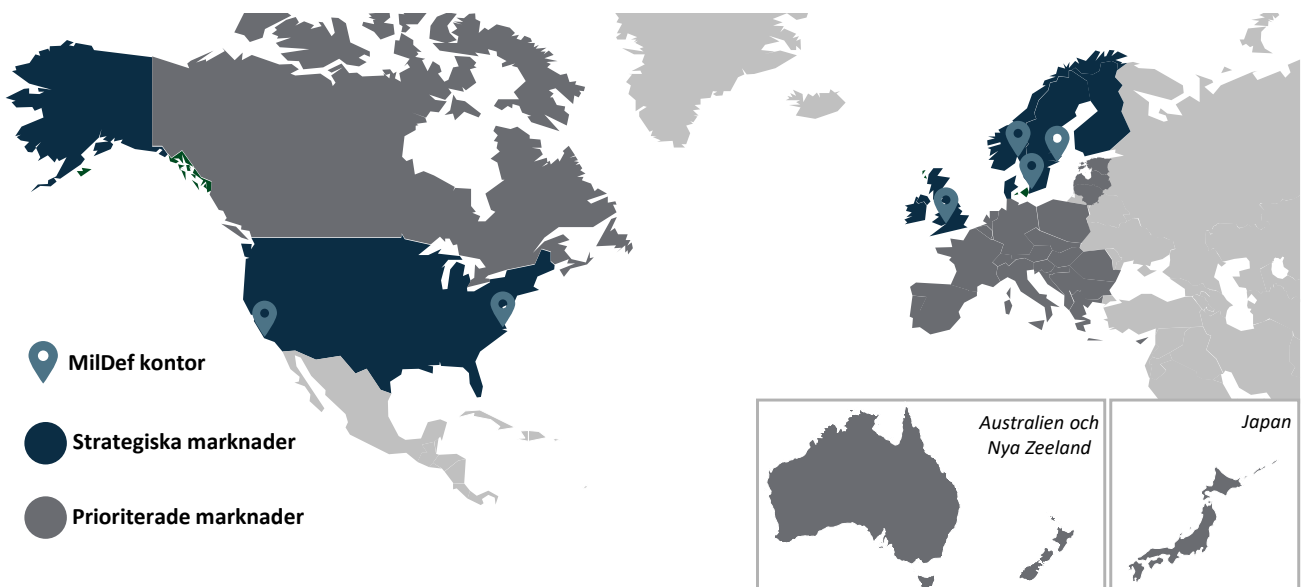 MilDef kontor
Strategiska marknader
Prioriterade marknader
Australien och
Nya Zeeland
Japan